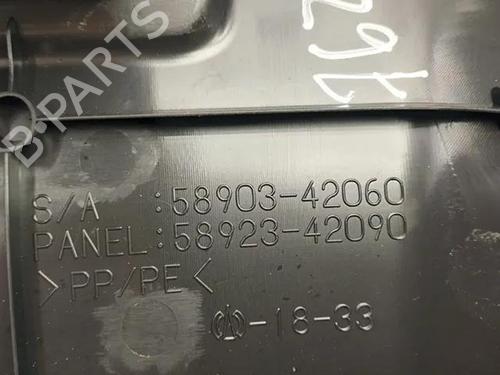 B-PARTS
S/A :58903-42060
PANEL:58923-42090
>PP/PE<
-18-33